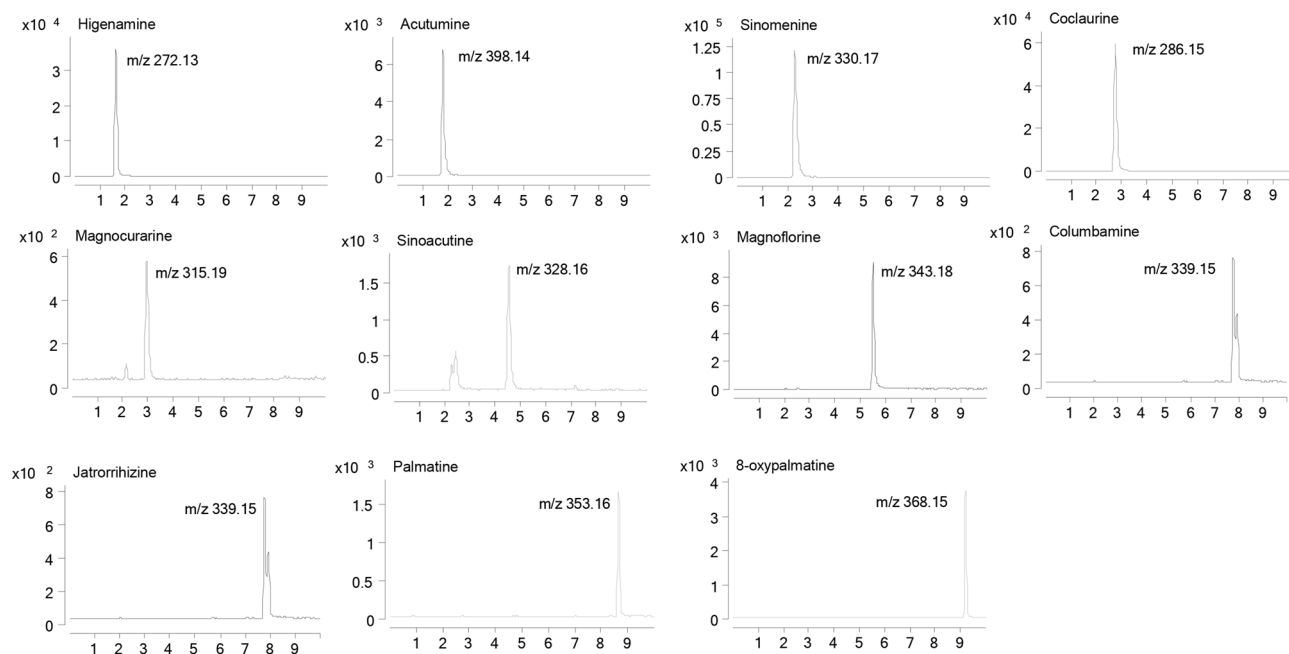 x10 4 Higenamine
m/z 272.13
3
2
1
0
1 2 3 4 5 6 7 8 9
x10 3 Acutumine
m/z 398.14
6
4
2
0
1 2 3 4 5 6 7 8 9
x10 5 Sinomenine
m/z 330.17
1.25
1
0.75
0.5
0.25
0
1 2 3 4 5 6 7 8 9
x10 4 Coclaurine
m/z 286.15
6
4
2
0
1 2 3 4 5 6 7 8 9
x10 2 Magnocurarine
m/z 315.19
6
4
2
0
1 2 3 4 5 6 7 8 9
x10 3 Sinoacutine
m/z 328.16
1.5
1
0.5
0
1 2 3 4 5 6 7 8 9
x10 3 Magnoflorine
m/z 343.18
8
6
4
2
0
1 2 3 4 5 6 7 8 9
x10 2 Columbamine
m/z 339.15
8
6
4
2
0
1 2 3 4 5 6 7 8 9
x10 2 Jatrorrihizine
m/z 339.15
8
6
4
2
0
1 2 3 4 5 6 7 8 9
x10 3 Palmatine
m/z 353.16
1.5
1
0.5
0
1 2 3 4 5 6 7 8 9
x10 3 8-oxypalmatine
m/z 368.15
4
3
2
1
0
1 2 3 4 5 6 7 8 9